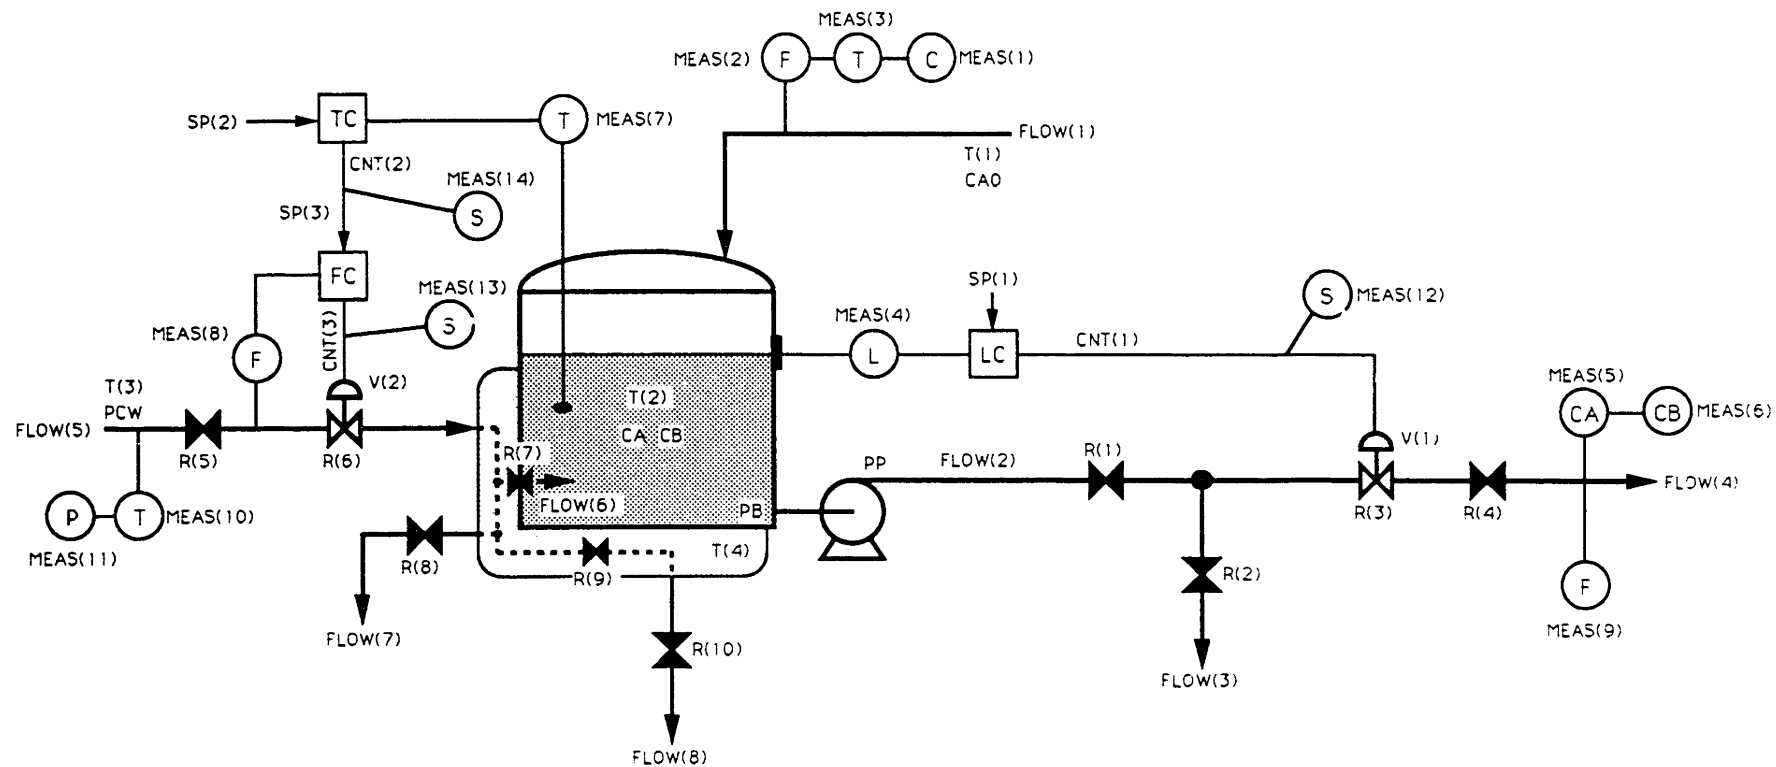 MEAS(3)
MEAS(2) F T C MEAS(1)
SP(2) TC T MEAS(7)
FLOW(1)
T(1)
CAO
CNT(2)
MEAS(14)
SP(3) S
FC
SP(1)
MEAS(13)
S MEAS(12)
MEAS(8) CNT(3) S
MEAS(4)
F L LC CNT(1)
T(3) V(2)
PCW
MEAS(5)
T(2)
CA CB MEAS(6)
FLOW(5) CA CB
V(1)
R(5) R(6) R(7) PP FLOW(2) R(1)
FLOW(4)
P T MEAS(10) FLOW(6) PB R(3) R(4)
MEAS(11) R(8) R(9) T(4)
R(2) F
FLOW(7) R(10) MEAS(9)
FLOW(3)
FLOW(8)